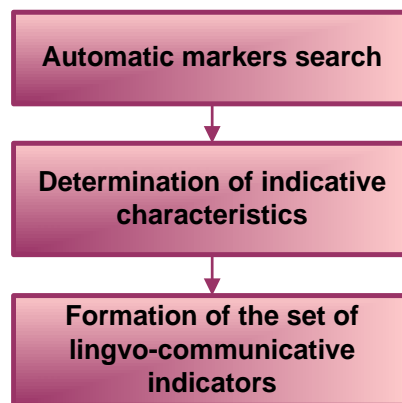 Automatic markers search
Determination of indicative
characteristics
Formation of the set of
lingvo-communicative
indicators